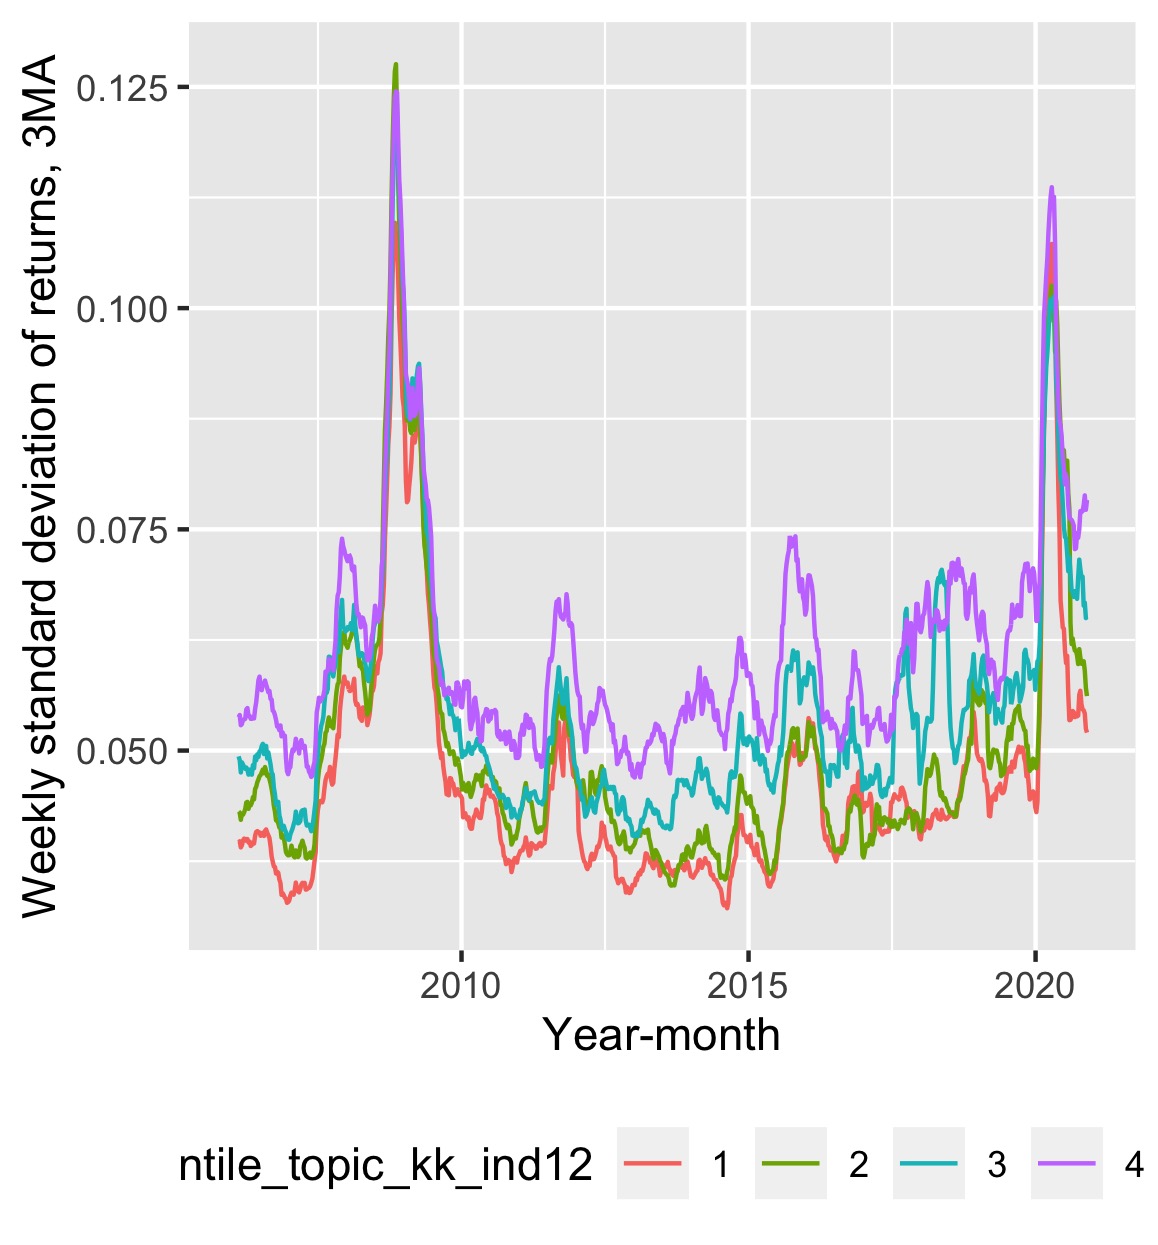 Weekly standard deviation of returns, 3MA
0.125
0.100
0.075
0.050
2010 2015 2020
Year-month
ntile_topic_kk_ind12 1 2 3 4